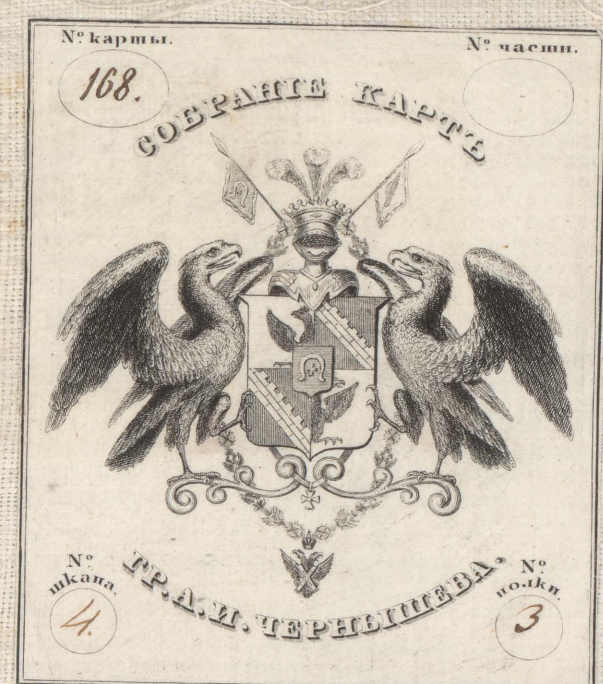 Nº карты.
168.
Nº части.
СОБРАНІЕ КАРТЪ
Nº шкапа.
4.
ГР. А. И. ЧЕРНЫШЕВА.
Nº полки
3